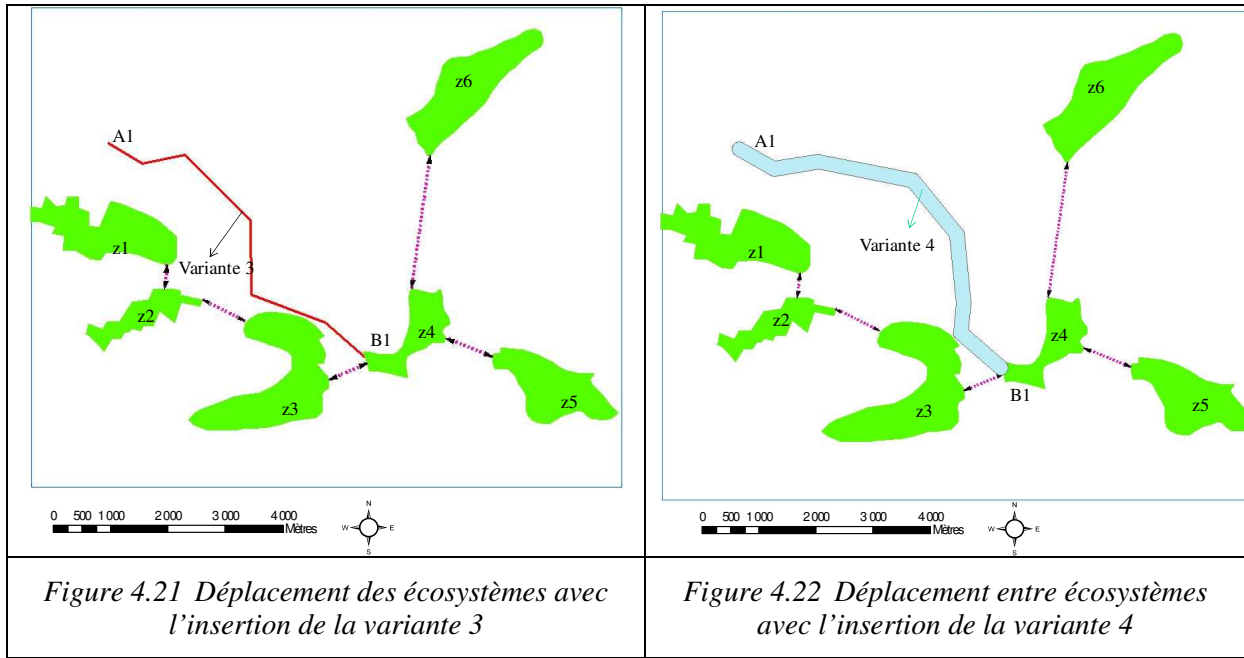 z6
A1
z1
Variante 3
z2
B1
z4
z3
z5
0 500 1 000 2 000 3 000 4 000
Mètres
N
W E
S
Figure 4.21 Déplacement des écosystèmes avec
l’insertion de la variante 3
z6
A1
z1
Variante 4
z2
z4
B1
z3
z5
0 500 1 000 2 000 3 000 4 000
Mètres
N
W E
S
Figure 4.22 Déplacement entre écosystèmes
avec l’insertion de la variante 4